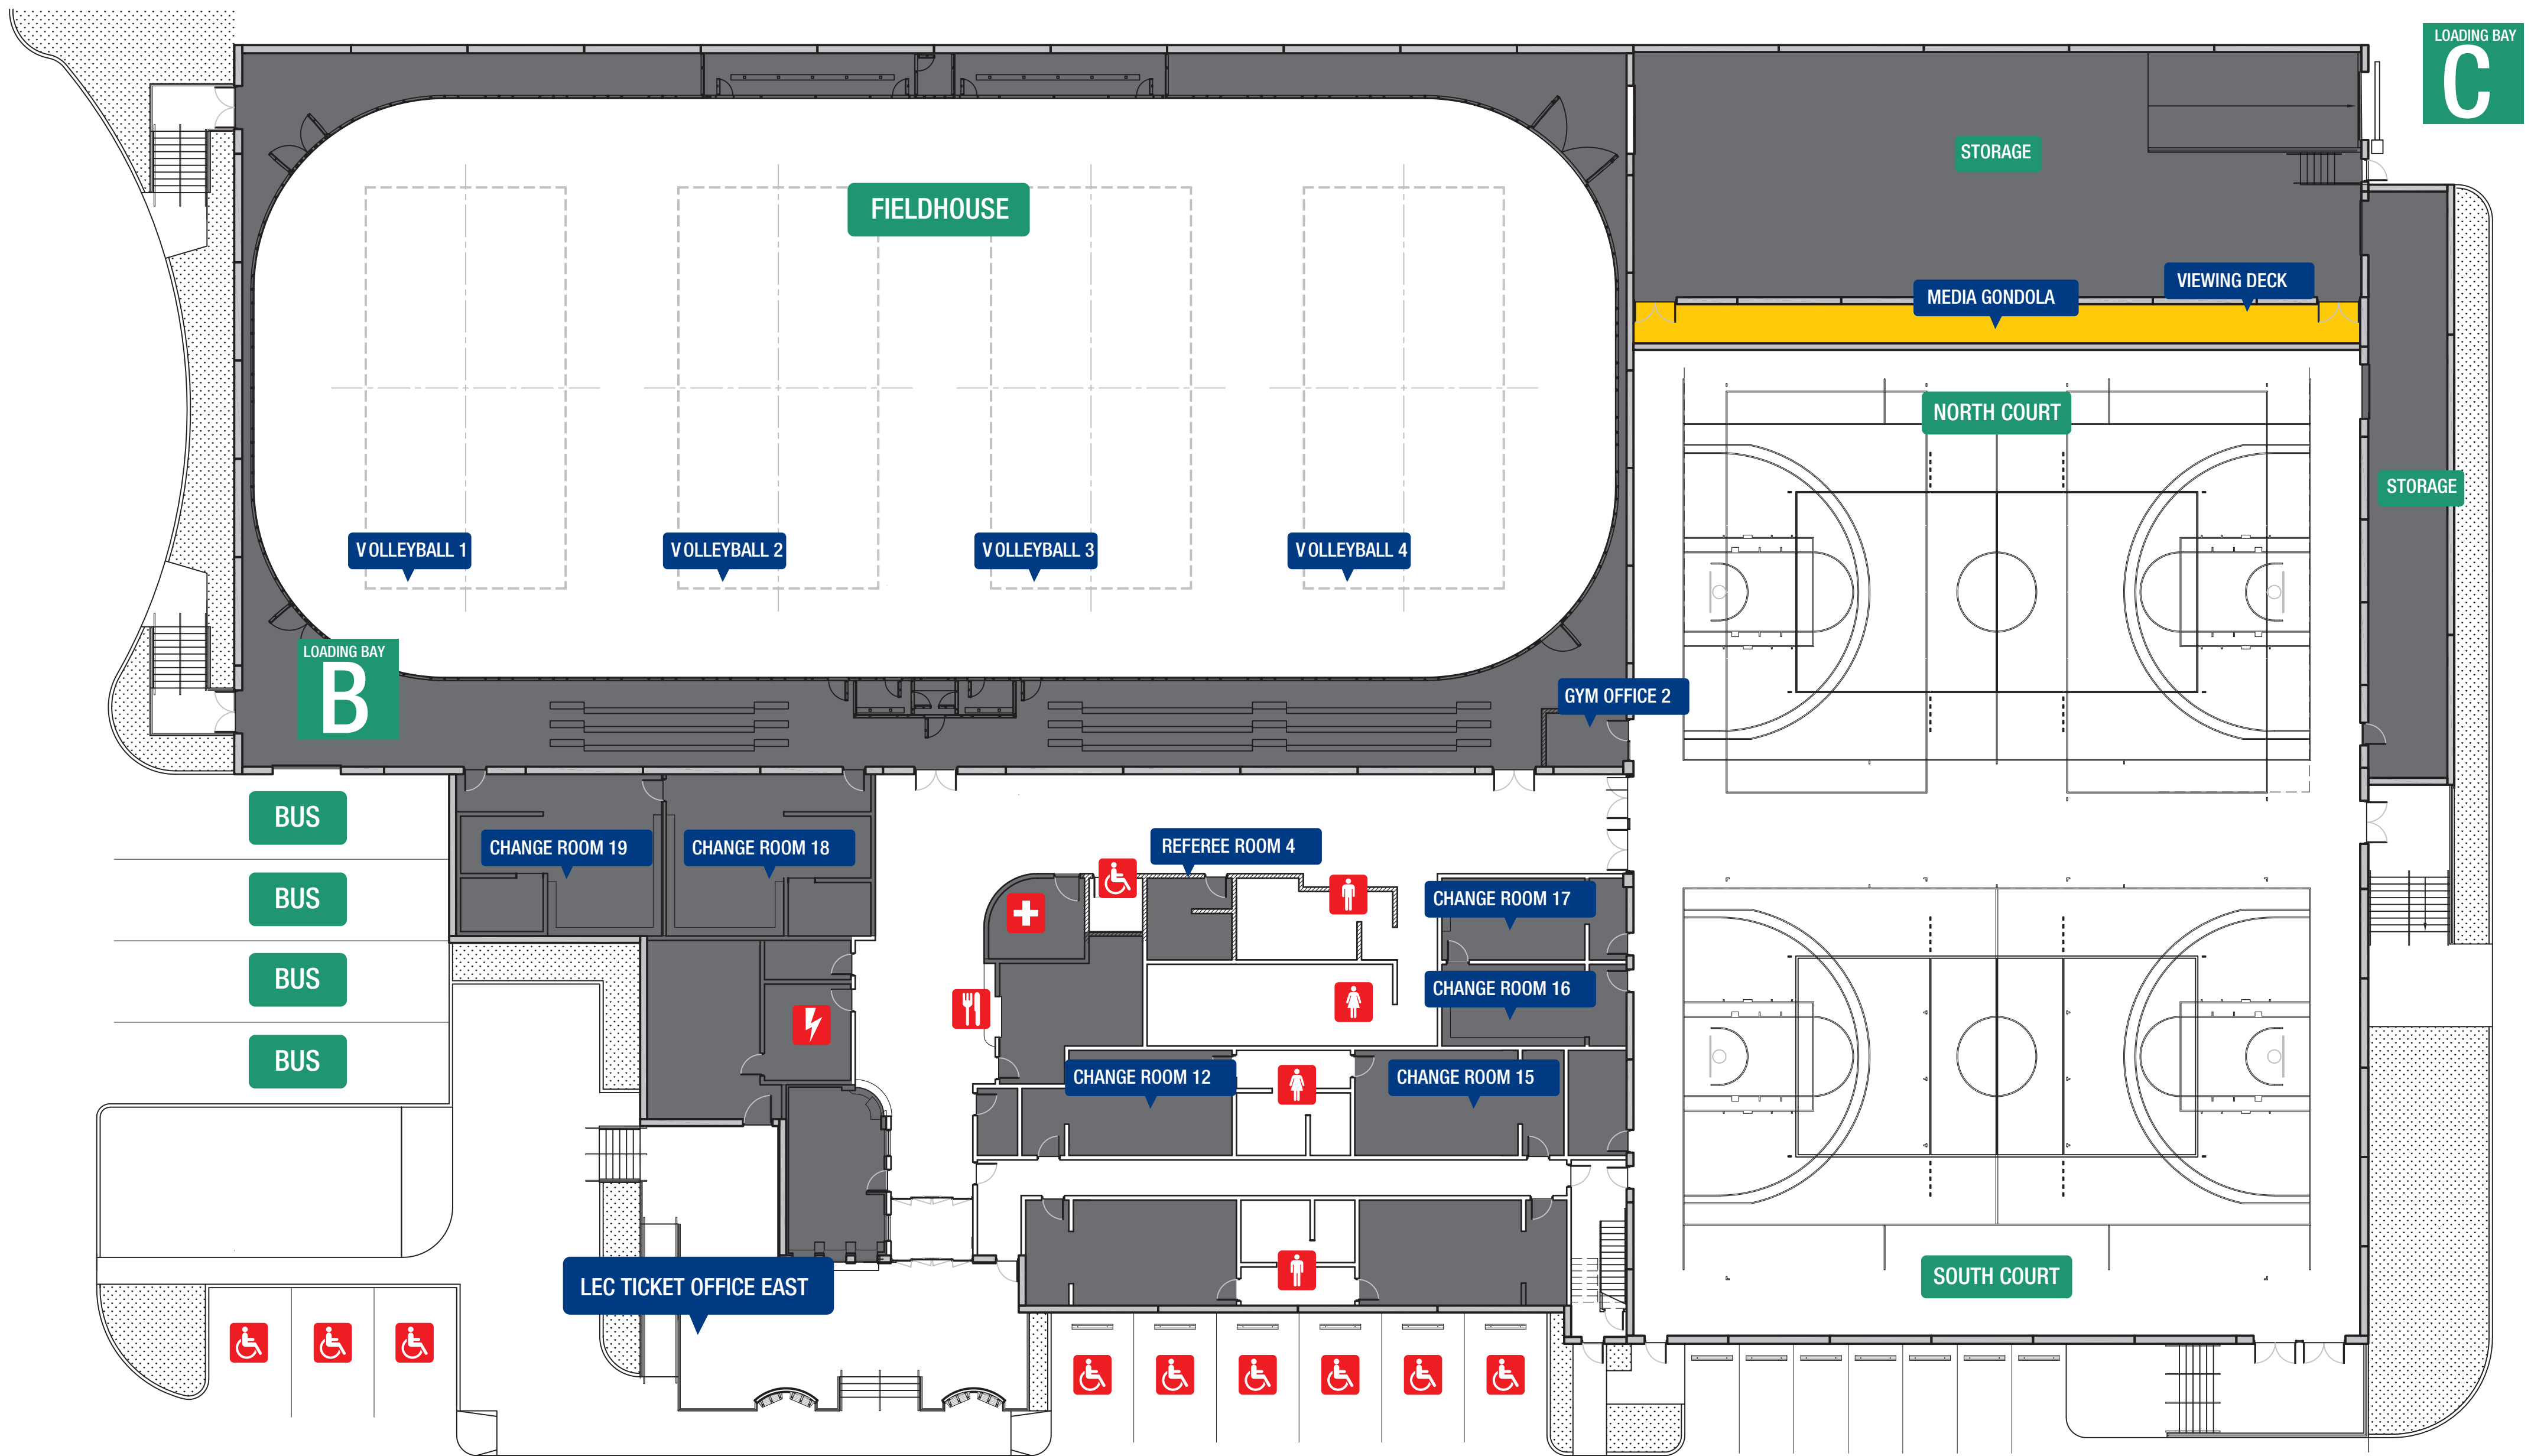 LOADING BAY
C
STORAGE
FIELDHOUSE
VIEWING DECK
MEDIA GONDOLA
NORTH COURT
STORAGE
VOLLEYBALL 1
VOLLEYBALL 2
VOLLEYBALL 3
VOLLEYBALL 4
LOADING BAY
B
GYM OFFICE 2
BUS
CHANGE ROOM 19
CHANGE ROOM 18
REFEREE ROOM 4
BUS
CHANGE ROOM 17
BUS
CHANGE ROOM 16
BUS
CHANGE ROOM 12
CHANGE ROOM 15
LEC TICKET OFFICE EAST
SOUTH COURT